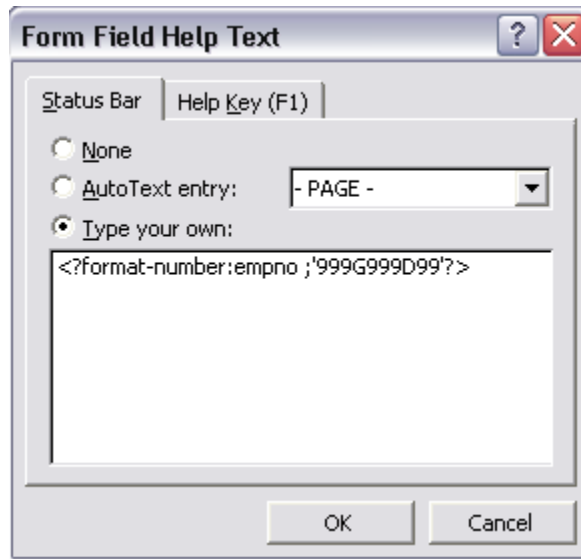 Form Field Help Text
?
Status Bar
Help Key (F1)
None
AutoText entry:
- PAGE -
Type your own:
<?format-number:empno ;'999G999D99'?>
OK
Cancel